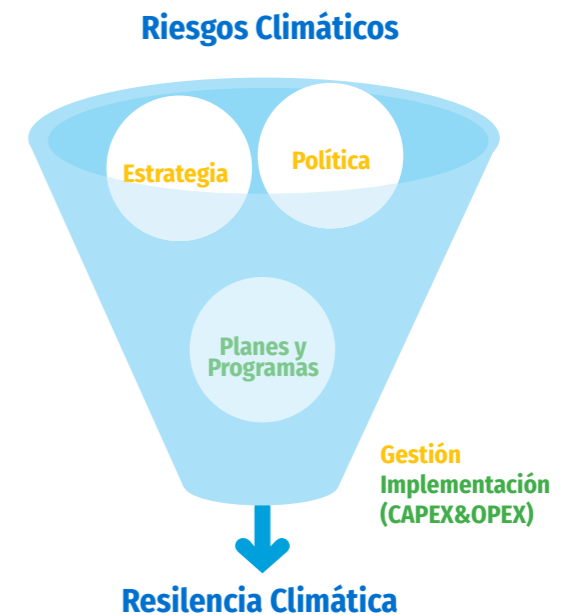 Riesgos Climáticos
Estrategia
Política
Planes y
Programas
Gestión
Implementación
(CAPEX&OPEX)
Resilencia Climática